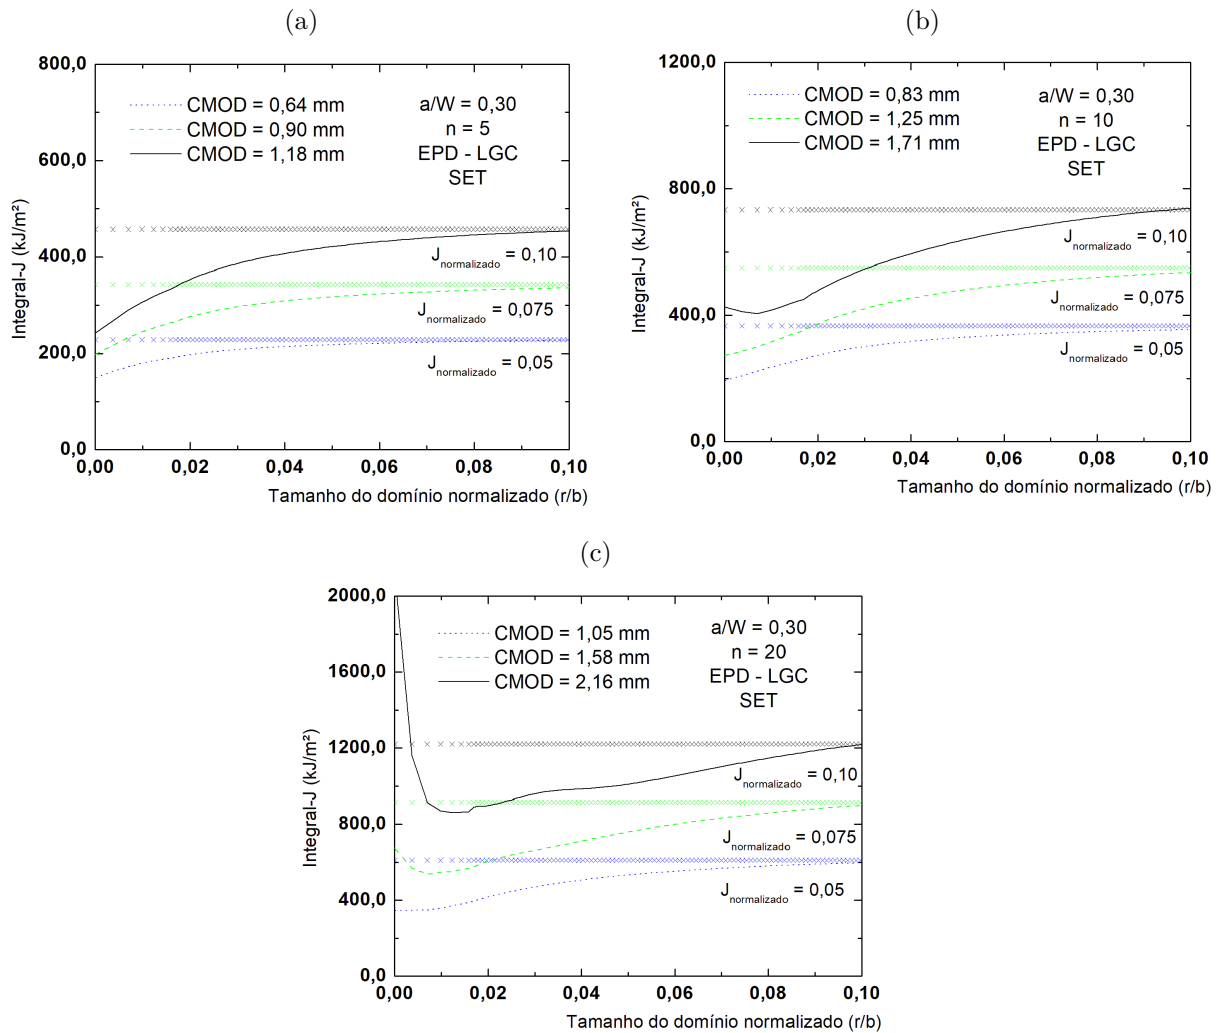 (a)
800,0
600,0
400,0
200,0
0,0
Integral-J (kJ/m²)
CMOD = 0,64 mm
CMOD = 0,90 mm
CMOD = 1,18 mm
a/W = 0,30
n = 5
EPD - LGC
SET
J normalizado = 0,10
J normalizado = 0,075
J normalizado = 0,05
0,00 0,02 0,04 0,06 0,08 0,10
Tamanho do domínio normalizado (r/b)
(b)
1200,0
800,0
400,0
0,0
Integral-J (kJ/m²)
CMOD = 0,83 mm
CMOD = 1,25 mm
CMOD = 1,71 mm
a/W = 0,30
n = 10
EPD - LGC
SET
J normalizado = 0,10
J normalizado = 0,075
J normalizado = 0,05
0,00 0,02 0,04 0,06 0,08 0,10
Tamanho do domínio normalizado (r/b)
(c)
2000,0
1600,0
1200,0
800,0
400,0
0,0
Integral-J (kJ/m²)
CMOD = 1,05 mm
CMOD = 1,58 mm
CMOD = 2,16 mm
a/W = 0,30
n = 20
EPD - LGC
SET
J normalizado = 0,10
J normalizado = 0,075
J normalizado = 0,05
0,00 0,02 0,04 0,06 0,08 0,10
Tamanho do domínio normalizado (r/b)